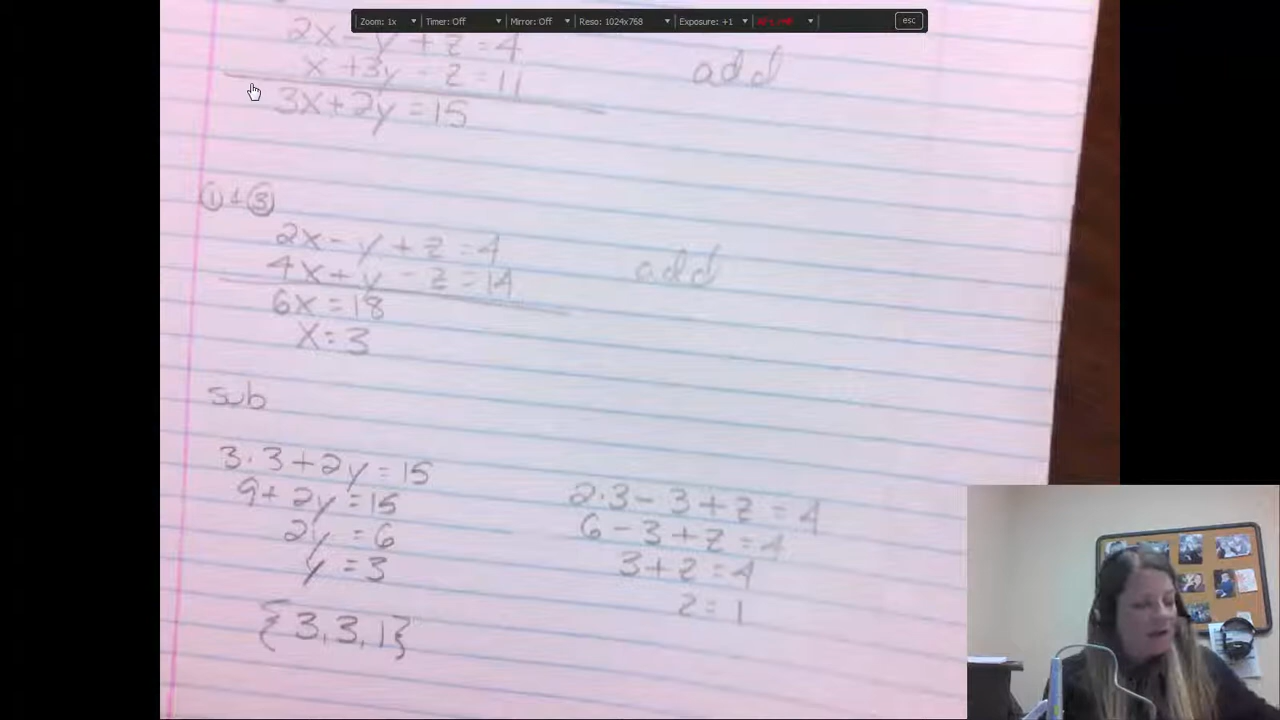 Zoom: 1x Timer: Off Mirror: Off Reso: 1024x768 Exposure: +1 esc
2x - y + z = 4
x + 3y - z = 11
add
3x + 2y = 15
① + ③
2x - y + z = 4
4x + y - z = 14
add
6x = 18
x = 3
sub
3·3 + 2y = 15
9 + 2y = 15
2y = 6
y = 3
{3,3,1}
2·3 - 3 + z = 4
6 - 3 + z = 4
3 + z = 4
z = 1